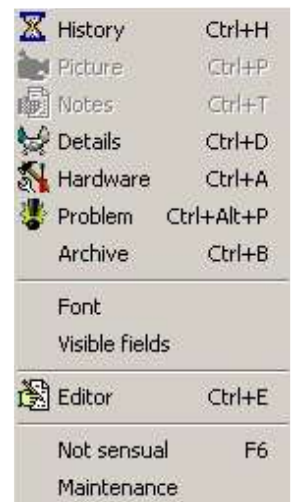 History Ctrl+H
Picture Ctrl+P
Notes Ctrl+T
Details Ctrl+D
Hardware Ctrl+A
Problem Ctrl+Alt+P
Archive Ctrl+B
Font
Visible fields
Editor Ctrl+E
Not sensual F6
Maintenance